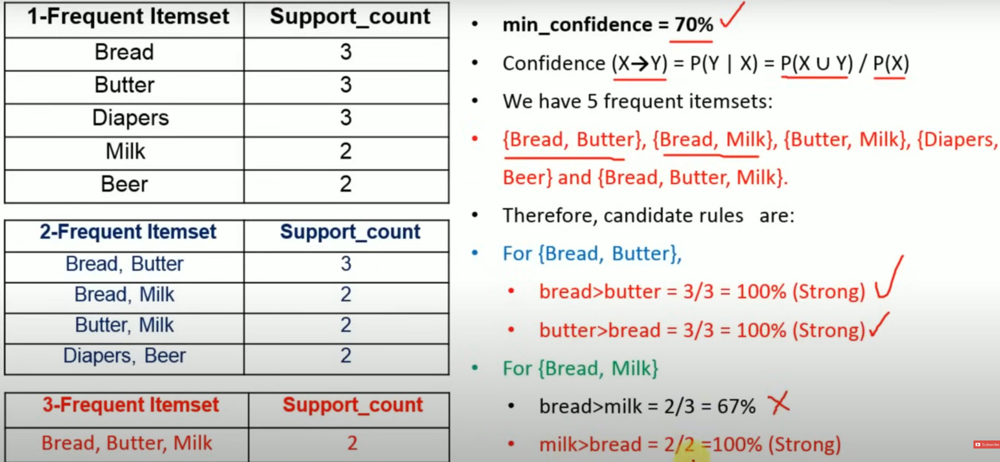 1-Frequent Itemset Support_count
Bread 3
Butter 3
Diapers 3
Milk 2
Beer 2
2-Frequent Itemset Support_count
Bread, Butter 3
Bread, Milk 2
Butter, Milk 2
Diapers, Beer 2
3-Frequent Itemset Support_count
Bread, Butter, Milk 2
• min_confidence = 70%
• Confidence (X→Y) = P(Y | X) = P(X ∪ Y) / P(X)
• We have 5 frequent itemsets:
• {Bread, Butter}, {Bread, Milk}, {Butter, Milk}, {Diapers,
Beer} and {Bread, Butter, Milk}.
• Therefore, candidate rules are:
• For {Bread, Butter},
• bread>butter = 3/3 = 100% (Strong)
• butter>bread = 3/3 = 100% (Strong)
• For {Bread, Milk}
• bread>milk = 2/3 = 67%
• milk>bread = 2/2 =100% (Strong)
Subscribe